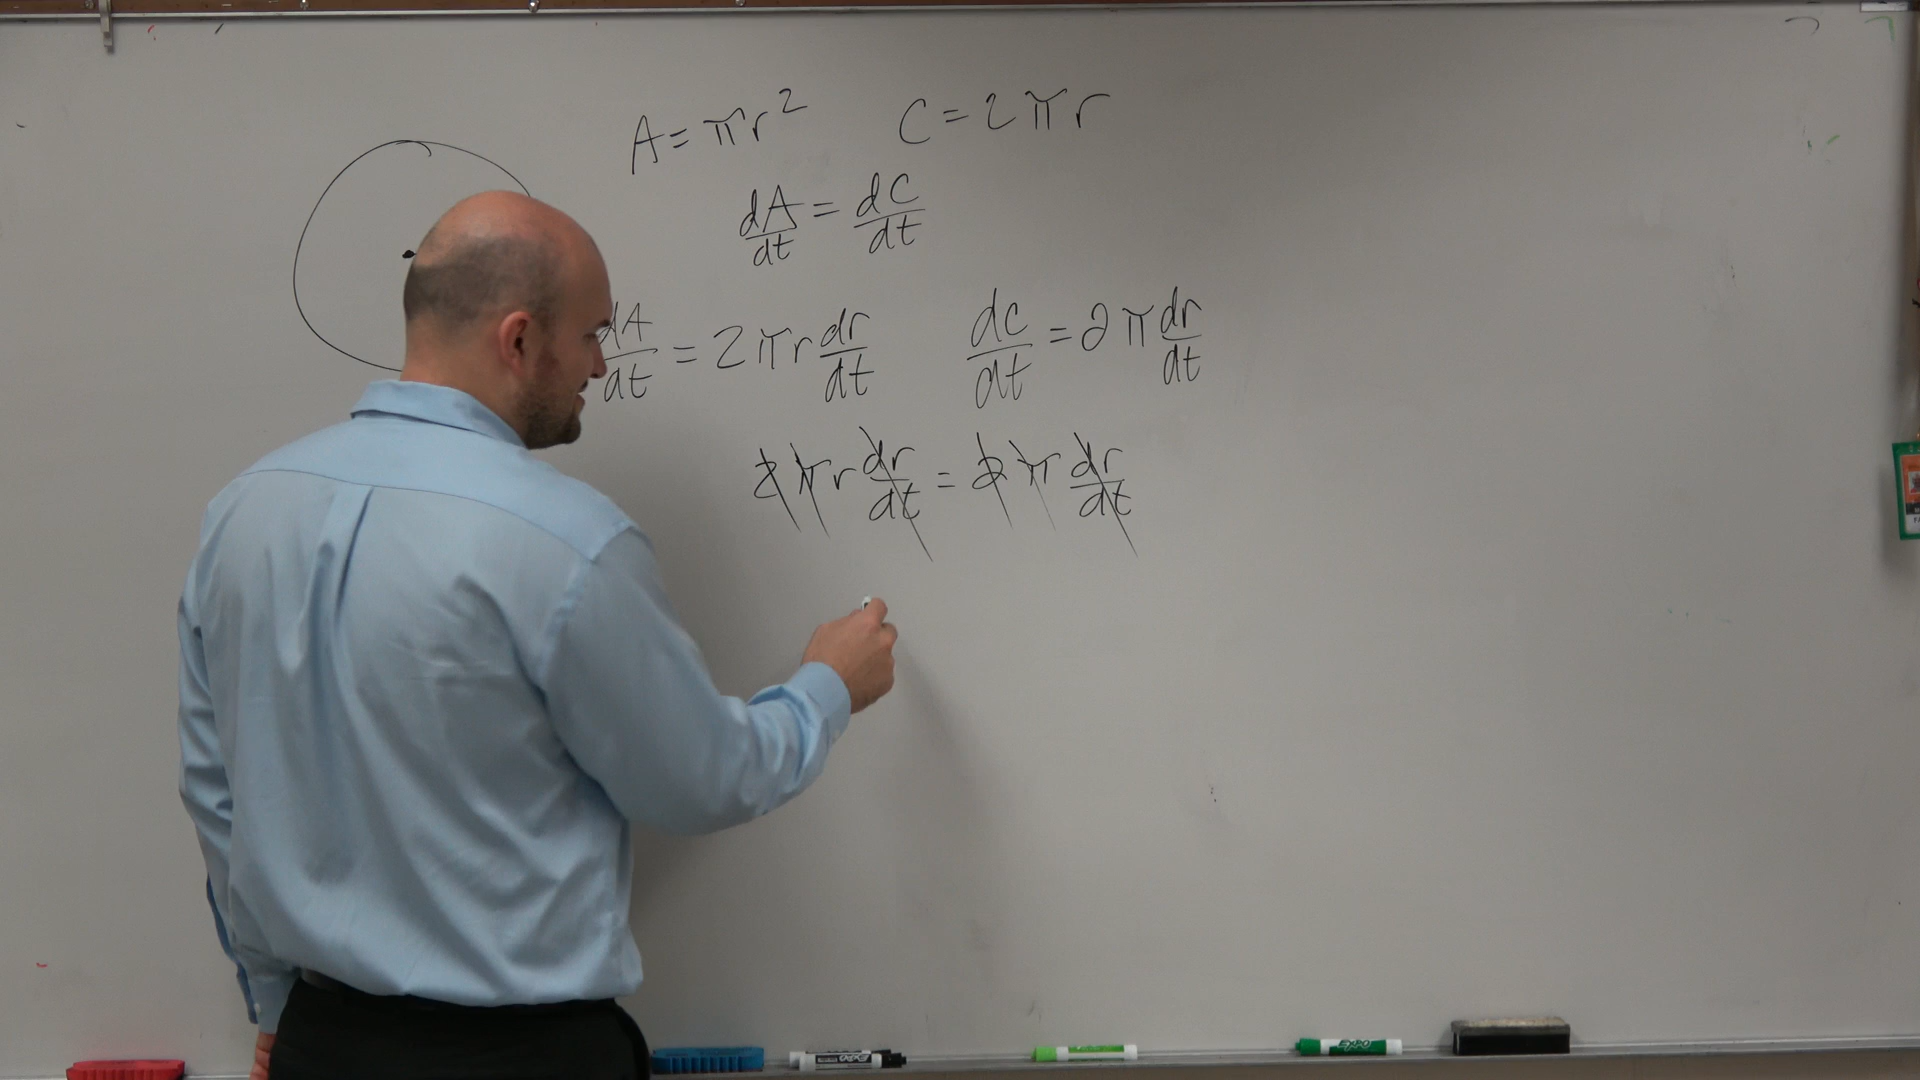 A = πr² C = 2πr
dA/dt = dC/dt
dA/dt = 2πr dr/dt dc/dt = 2π dr/dt
2πr dr/dt = 2π dr/dt
EXPO